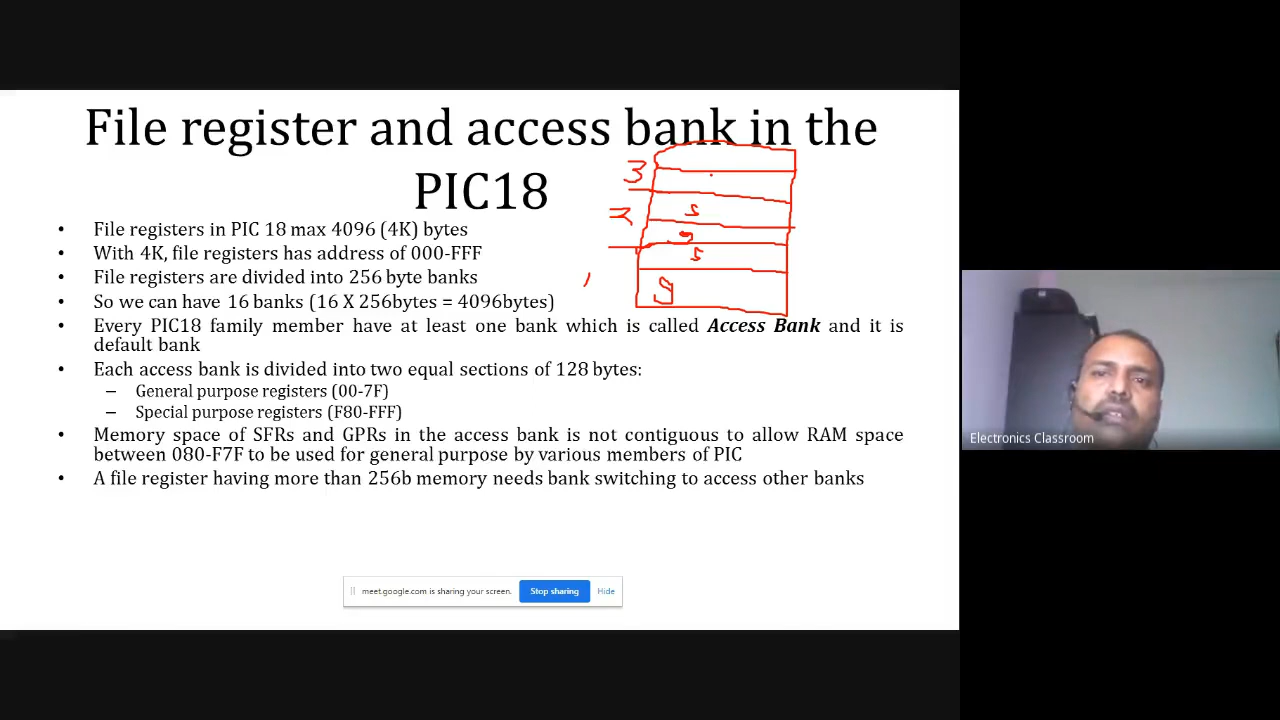 File register and access bank in the
PIC18
• File registers in PIC 18 max 4096 (4K) bytes
• With 4K, file registers has address of 000-FFF
• File registers are divided into 256 byte banks
• So we can have 16 banks (16 X 256bytes = 4096bytes)
• Every PIC18 family member have at least one bank which is called Access Bank and it is
default bank
• Each access bank is divided into two equal sections of 128 bytes:
– General purpose registers (00-7F)
– Special purpose registers (F80-FFF)
• Memory space of SFRs and GPRs in the access bank is not contiguous to allow RAM space
between 080-F7F to be used for general purpose by various members of PIC
• A file register having more than 256b memory needs bank switching to access other banks
3
2
s
g
s
g
meet.google.com is sharing your screen.
Stop sharing
Hide
Electronics Classroom